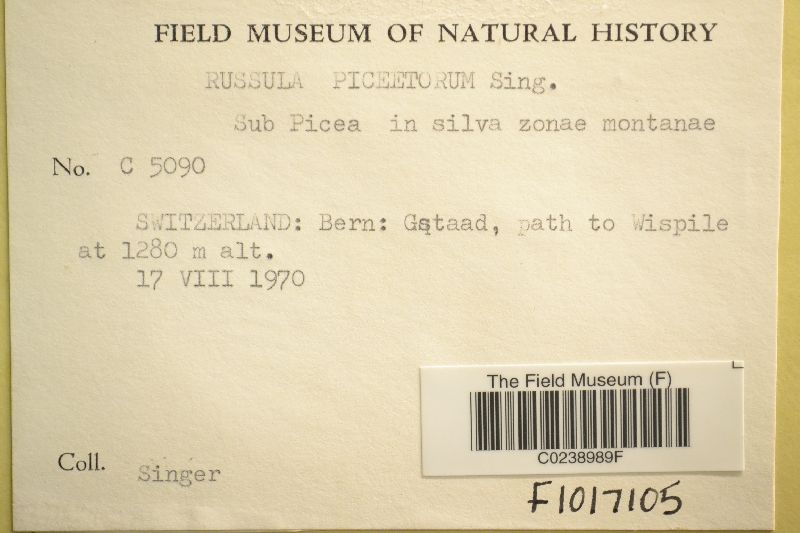 FIELD MUSEUM OF NATURAL HISTORY
RUSSULA PICEETORUM Sing.
Sub Picea in silva zonae montanae
No. C 5090
SWITZERLAND: Bern: Gstaad, path to Wispile
at 1280 m alt.
17 VIII 1970
The Field Museum (F)
C0238989F
Coll. Singer
F1017105